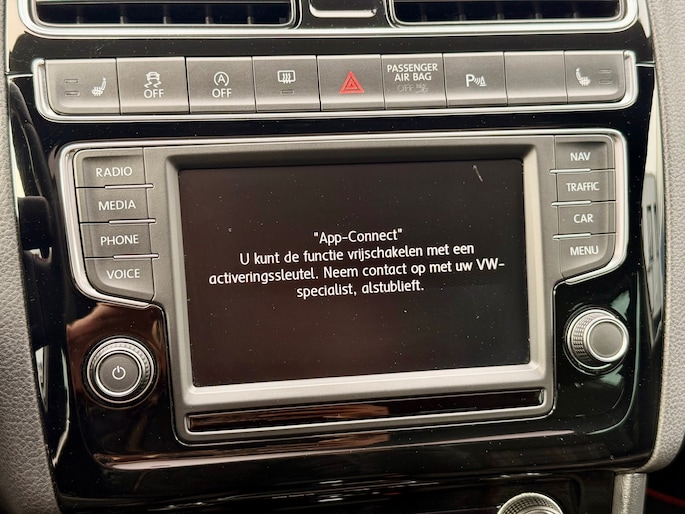 OFF
A OFF
PASSENGER
AIR BAG
OFF
P
RADIO
MEDIA
PHONE
VOICE
NAV
TRAFFIC
CAR
MENU
"App-Connect"
U kunt de functie vrijschakelen met een
activeringssleutel. Neem contact op met uw VW-
specialist, alstublieft.